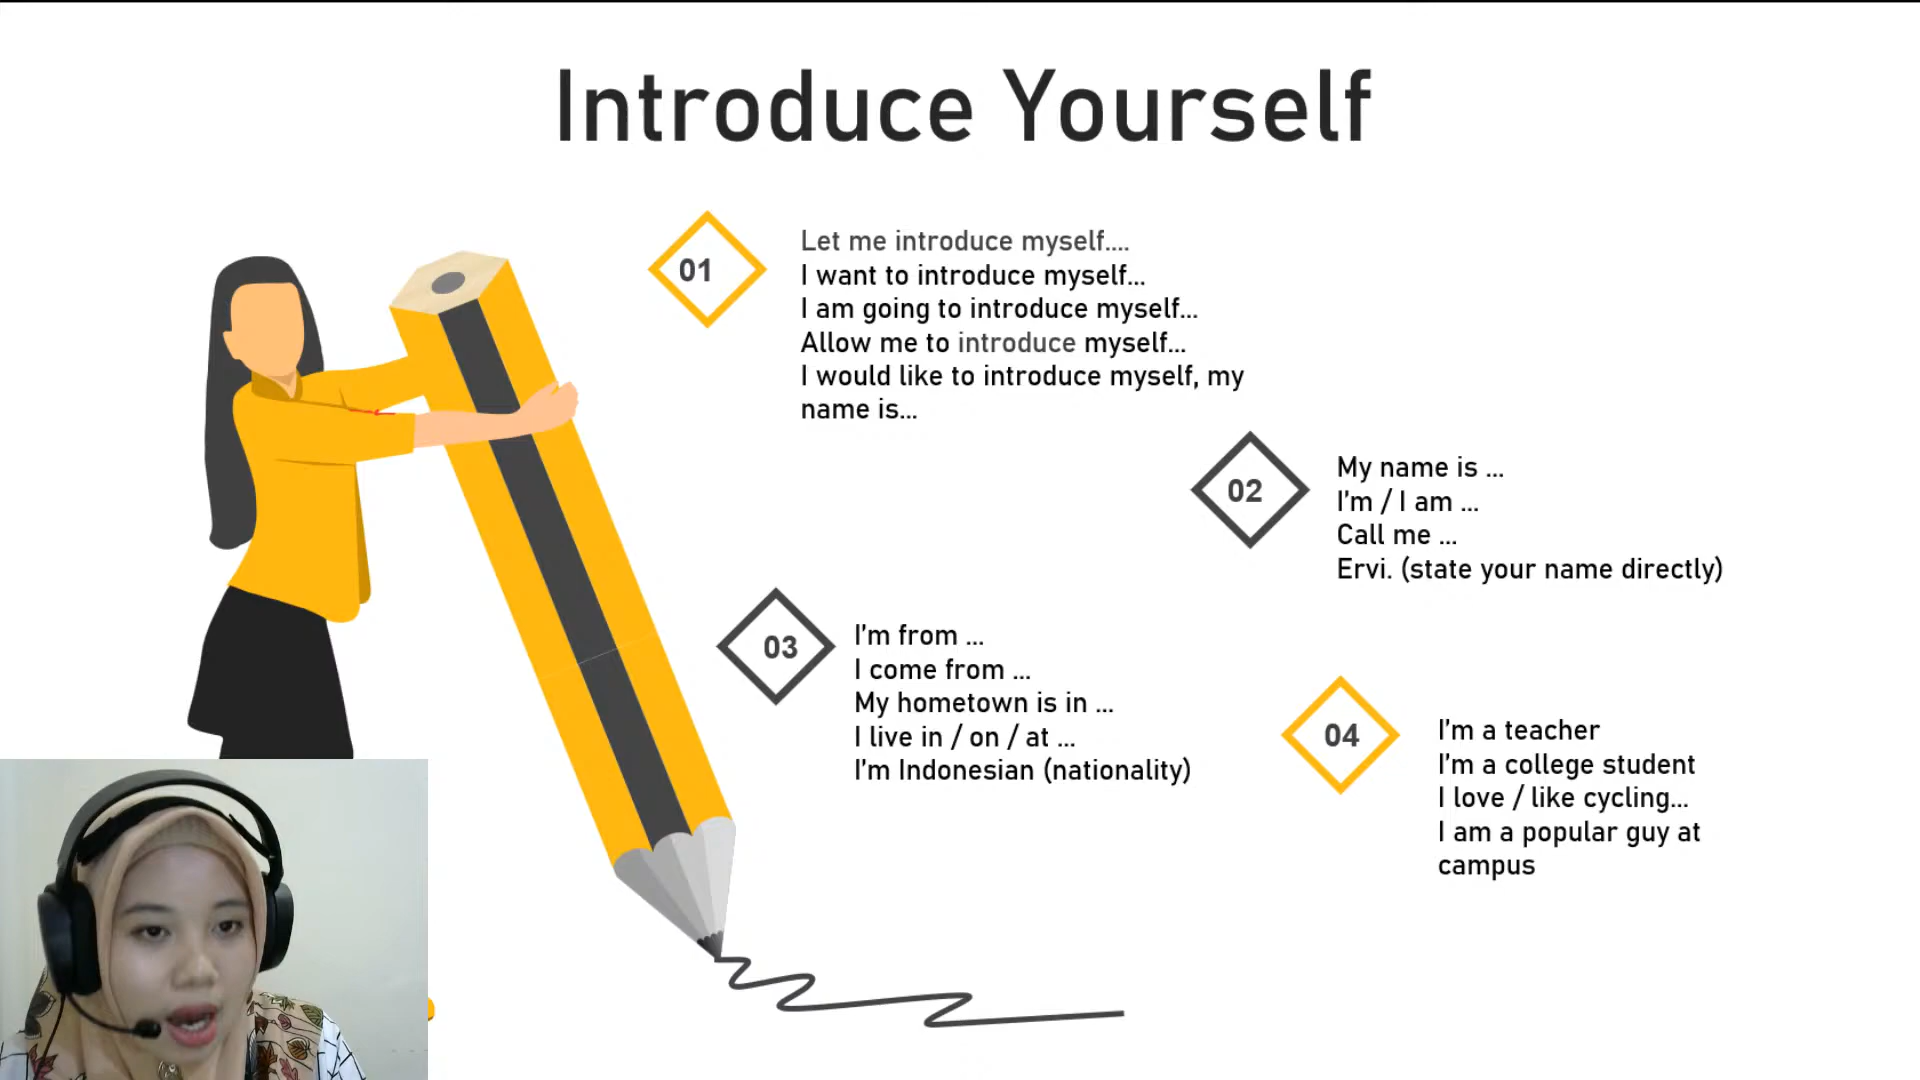 Introduce Yourself
01
Let me introduce myself....
I want to introduce myself...
I am going to introduce myself...
Allow me to introduce myself...
I would like to introduce myself, my
name is...
02
My name is ...
I'm / I am ...
Call me ...
Ervi. (state your name directly)
03
I'm from ...
I come from ...
My hometown is in ...
I live in / on / at ...
I'm Indonesian (nationality)
04
I'm a teacher
I'm a college student
I love / like cycling...
I am a popular guy at
campus